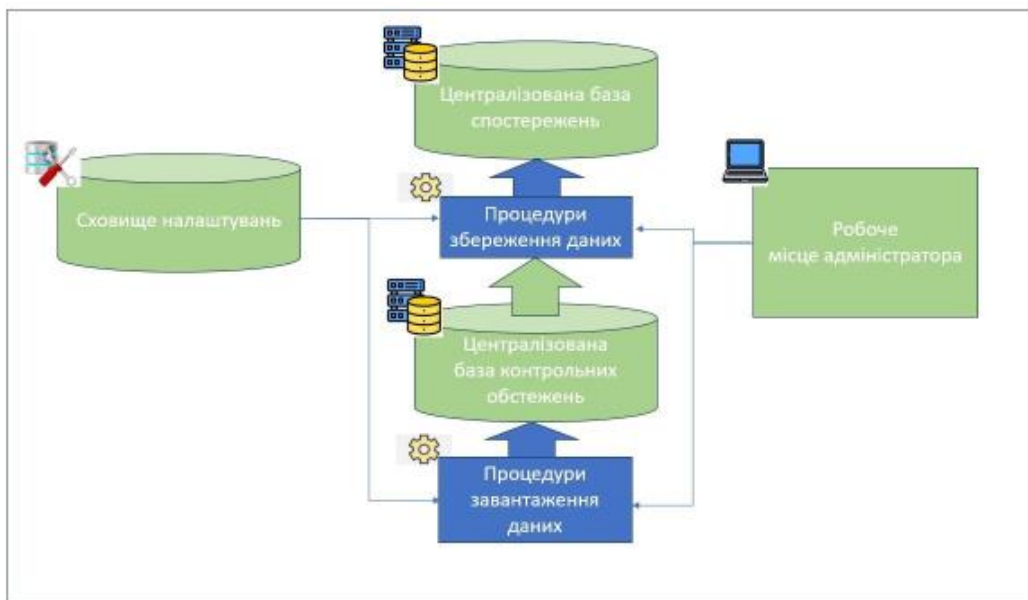 Централізована база
спостережень
Сховище налаштувань
Процедури
збереження даних
Робоче
місце адміністратора
Централізована
база контрольних
обстежень
Процедури
завантаження
даних